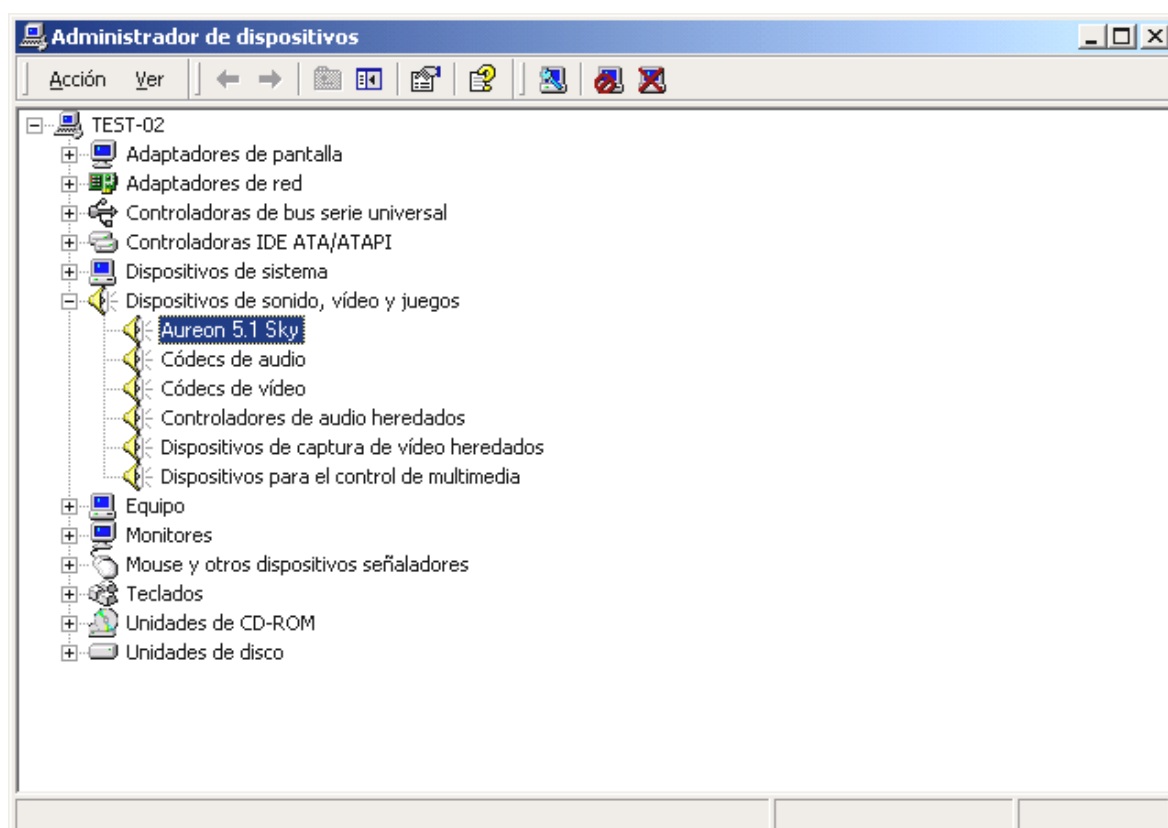 Administrador de dispositivos
Acción Ver
TEST-02
Adaptadores de pantalla
Adaptadores de red
Controladoras de bus serie universal
Controladoras IDE ATA/ATAPI
Dispositivos de sistema
Dispositivos de sonido, vídeo y juegos
Aureon 5.1 Sky
Códecs de audio
Códecs de vídeo
Controladores de audio heredados
Dispositivos de captura de vídeo heredados
Dispositivos para el control de multimedia
Equipo
Monitores
Mouse y otros dispositivos señaladores
Teclados
Unidades de CD-ROM
Unidades de disco